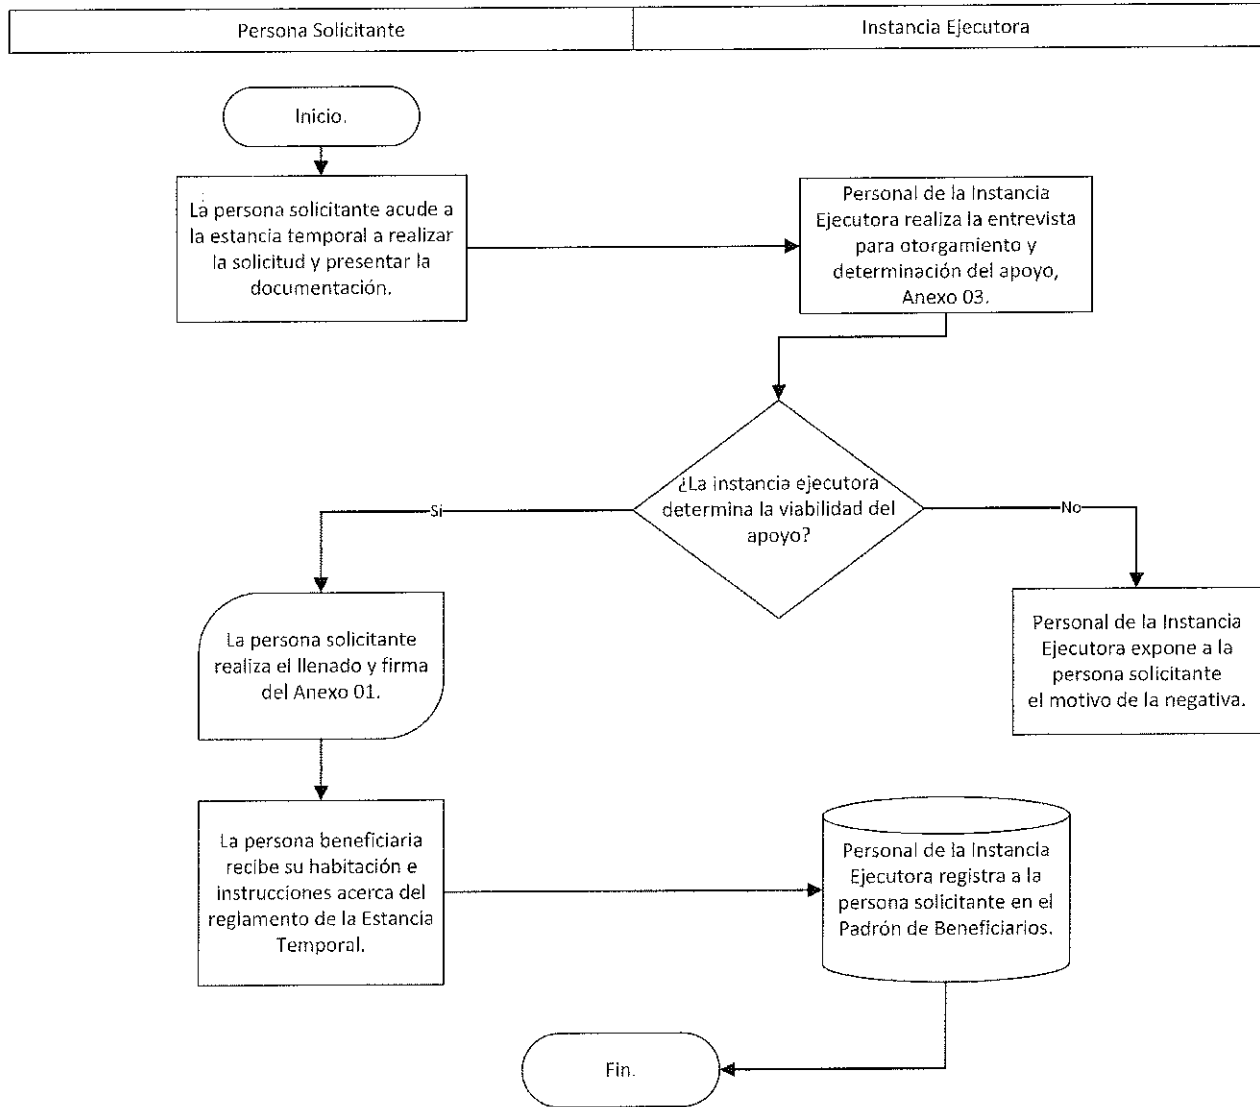 Persona Solicitante
Instancia Ejecutora
Inicio.
La persona solicitante acude a
la estancia temporal a realizar
la solicitud y presentar la
documentación.
Personal de la Instancia
Ejecutora realiza la entrevista
para otorgamiento y
determinación del apoyo,
Anexo 03.
¿La instancia ejecutora
determina la viabilidad del
apoyo?
Si
No
La persona solicitante
realiza el llenado y firma
del Anexo 01.
Personal de la Instancia
Ejecutora expone a la
persona solicitante
el motivo de la negativa.
La persona beneficiaria
recibe su habitación e
instrucciones acerca del
reglamento de la Estancia
Temporal.
Personal de la Instancia
Ejecutora registra a la
persona solicitante en el
Padrón de Beneficiarios.
Fin.